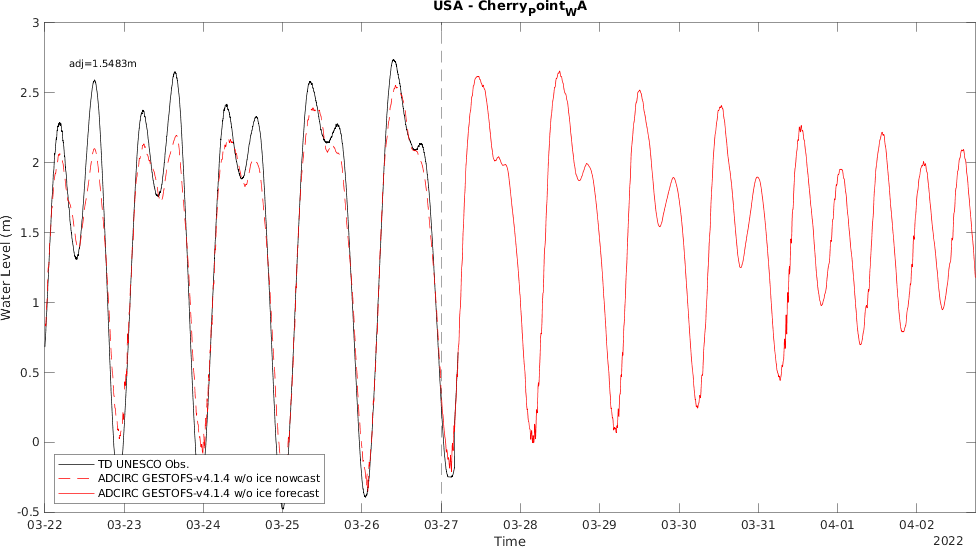 USA - Cherry_Point_WA
3
adj=1.5483m
2.5
2
1.5
1
0.5
0
-0.5
Water Level (m)
TD UNESCO Obs.
ADCIRC GESTOFS-v4.1.4 w/o ice nowcast
ADCIRC GESTOFS-v4.1.4 w/o ice forecast
03-22 03-23 03-24 03-25 03-26 03-27 03-28 03-29 03-30 03-31 04-01 04-02
Time
2022